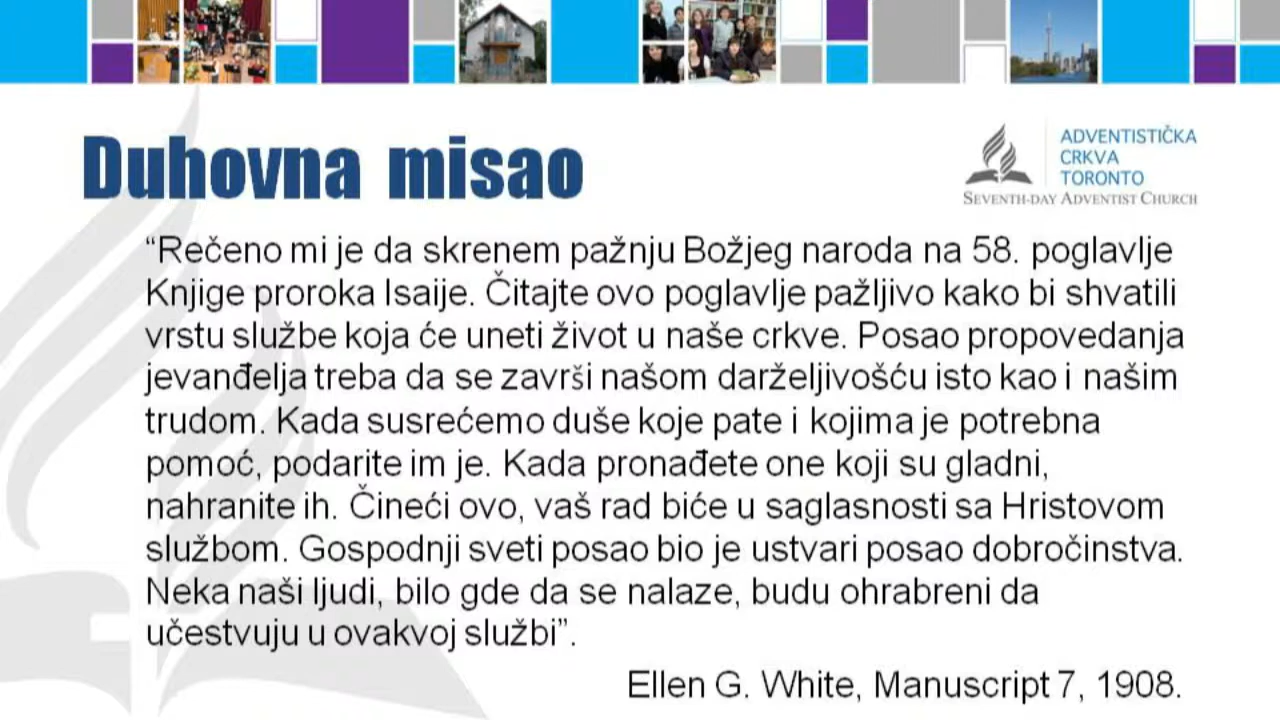 Duhovna misao
ADVENTISTIČKA
CRKVA
TORONTO
SEVENTH-DAY ADVENTIST CHURCH
“Rečeno mi je da skrenem pažnju Božjeg naroda na 58. poglavlje
Knjige proroka Isaije. Čitajte ovo poglavlje pažljivo kako bi shvatili
vrstu službe koja će uneti život u naše crkve. Posao propovedanja
jevanđelja treba da se završi našom darželjivošću isto kao i našim
trudom. Kada susrećemo duše koje pate i kojima je potrebna
pomoć, podarite im je. Kada pronađete one koji su gladni,
nahranite ih. Čineći ovo, vaš rad biće u saglasnosti sa Hristovom
službom. Gospodnji sveti posao bio je ustvari posao dobročinstva.
Neka naši ljudi, bilo gde da se nalaze, budu ohrabreni da
učestvuju u ovakvoj službi”.
Ellen G. White, Manuscript 7, 1908.